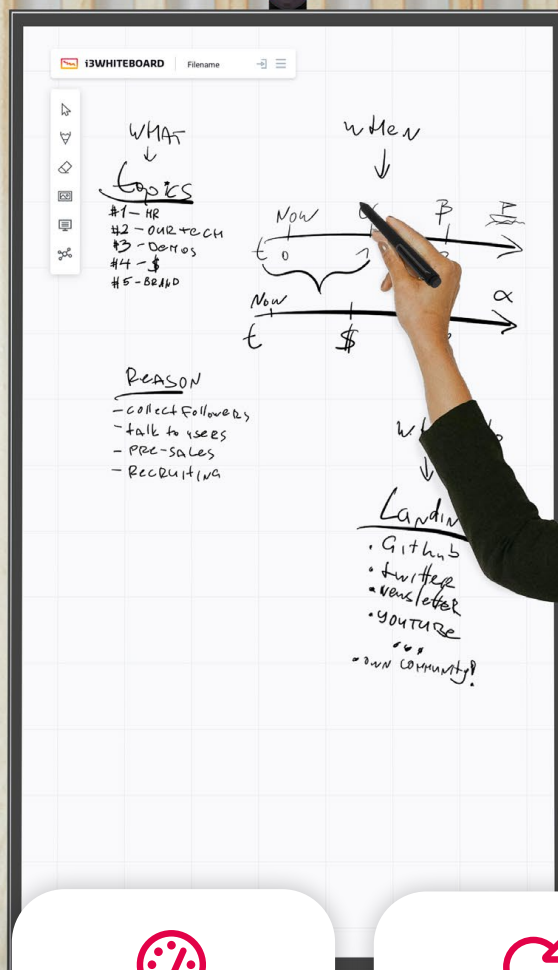 i3WHITEBOARD
Filename
WHAT
topics
#1 - HR
#2 - OUR tECH
#3 - DeMOS
#4 - $
#5 - BRAND
WHeN
NoW α β
t 0 1
NoW α
t $
ReASON
- collect Followers
- talk to users
- PRe-SALes
- RecRuitiNG
Landin
• Github
• twitter
• Newsletter
• YOUTUBE
...
• OWN COMMUNITY!